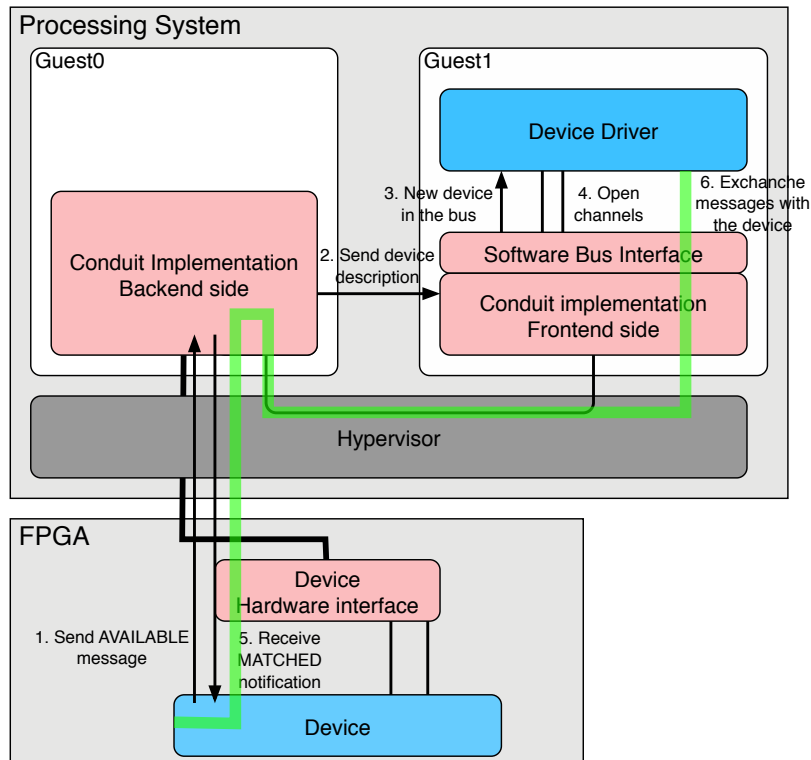 Processing System
Guest0
Guest1
Device Driver
3. New device
in the bus
4. Open
channels
6. Exchanche
messages with
the device
Conduit Implementation
Backend side
2. Send device
description
Software Bus Interface
Conduit implementation
Frontend side
Hypervisor
FPGA
Device
Hardware interface
1. Send AVAILABLE
message
5. Receive
MATCHED
notification
Device